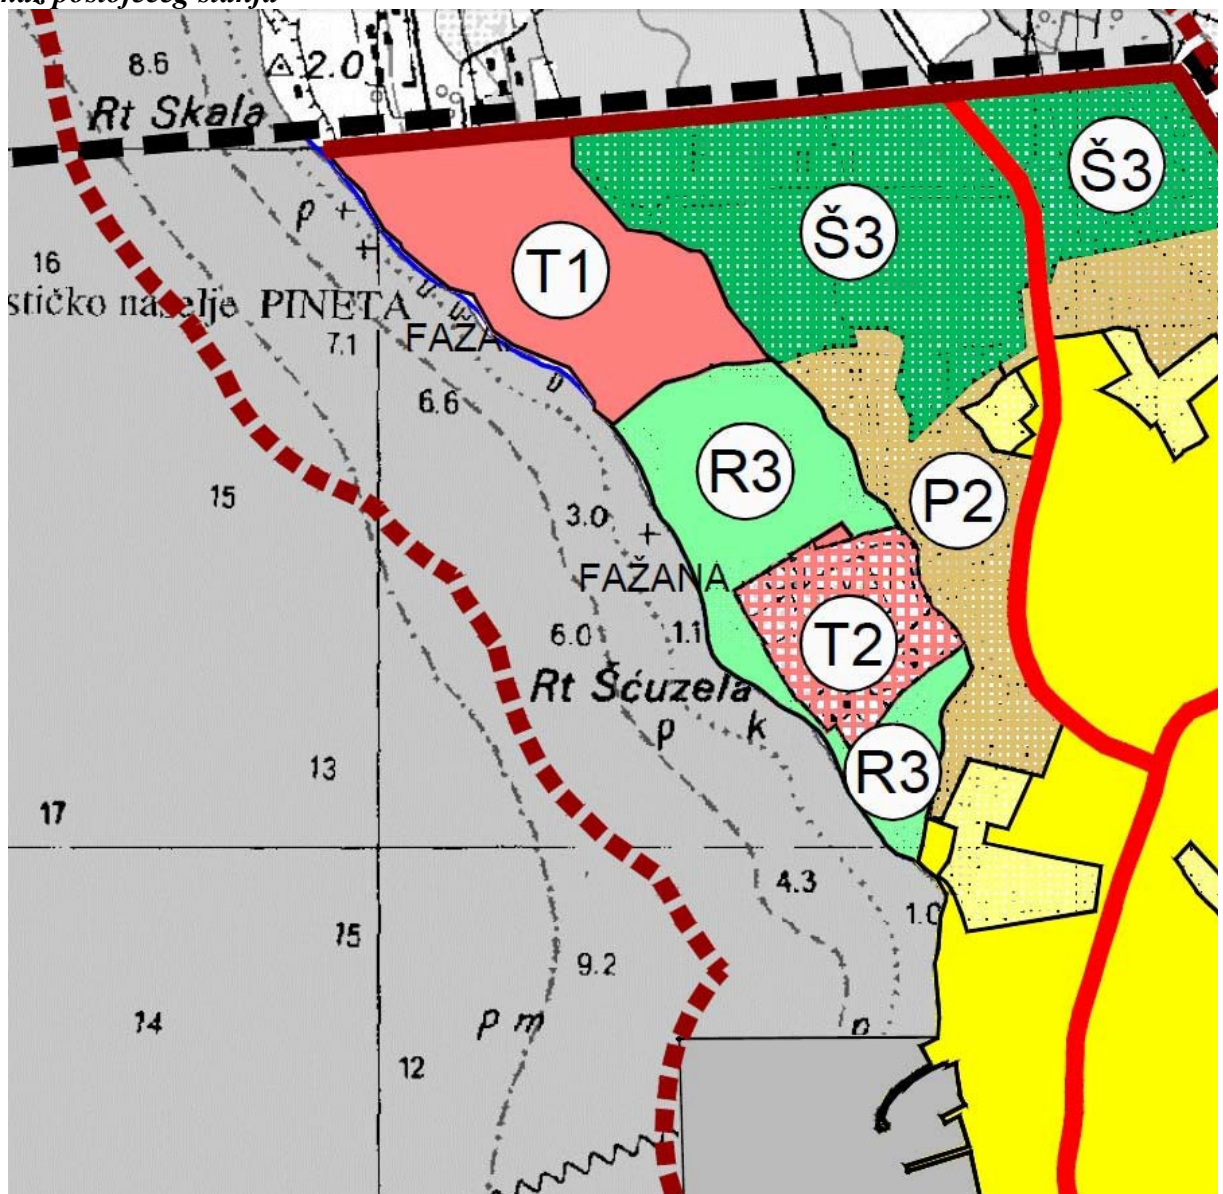 postojećeg stanja
8.6
2.0
Rt Skala
Š3
Š3
p
T1
16
stičko naselje PINETA
7.1
FAŽA
6.6
R3
15
P2
3.0
FAŽANA
6.0
1.1
T2
Rt Šćuzela
p k
13
R3
17
4.3
1.0
15
9.2
14
p m
12